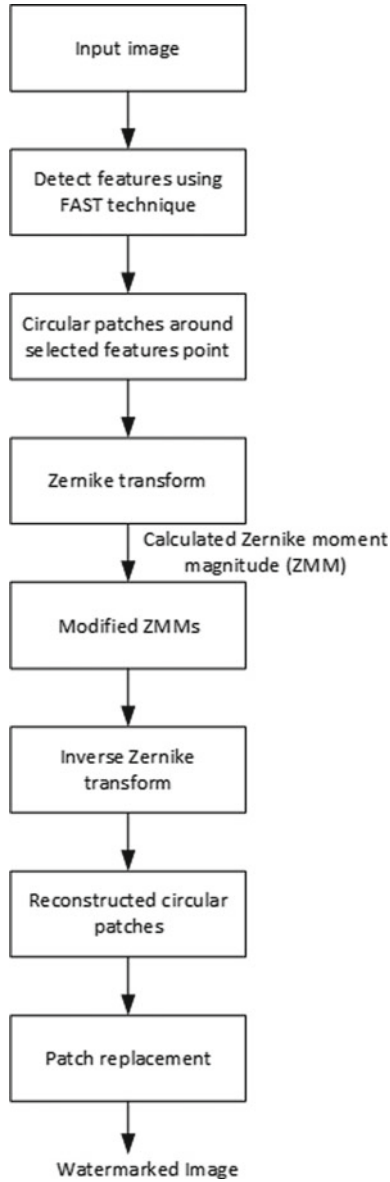 Input image
Detect features using
FAST technique
Circular patches around
selected features point
Zernike transform
Calculated Zernike moment
magnitude (ZMM)
Modified ZMMs
Inverse Zernike
transform
Reconstructed circular
patches
Patch replacement
Watermarked Image